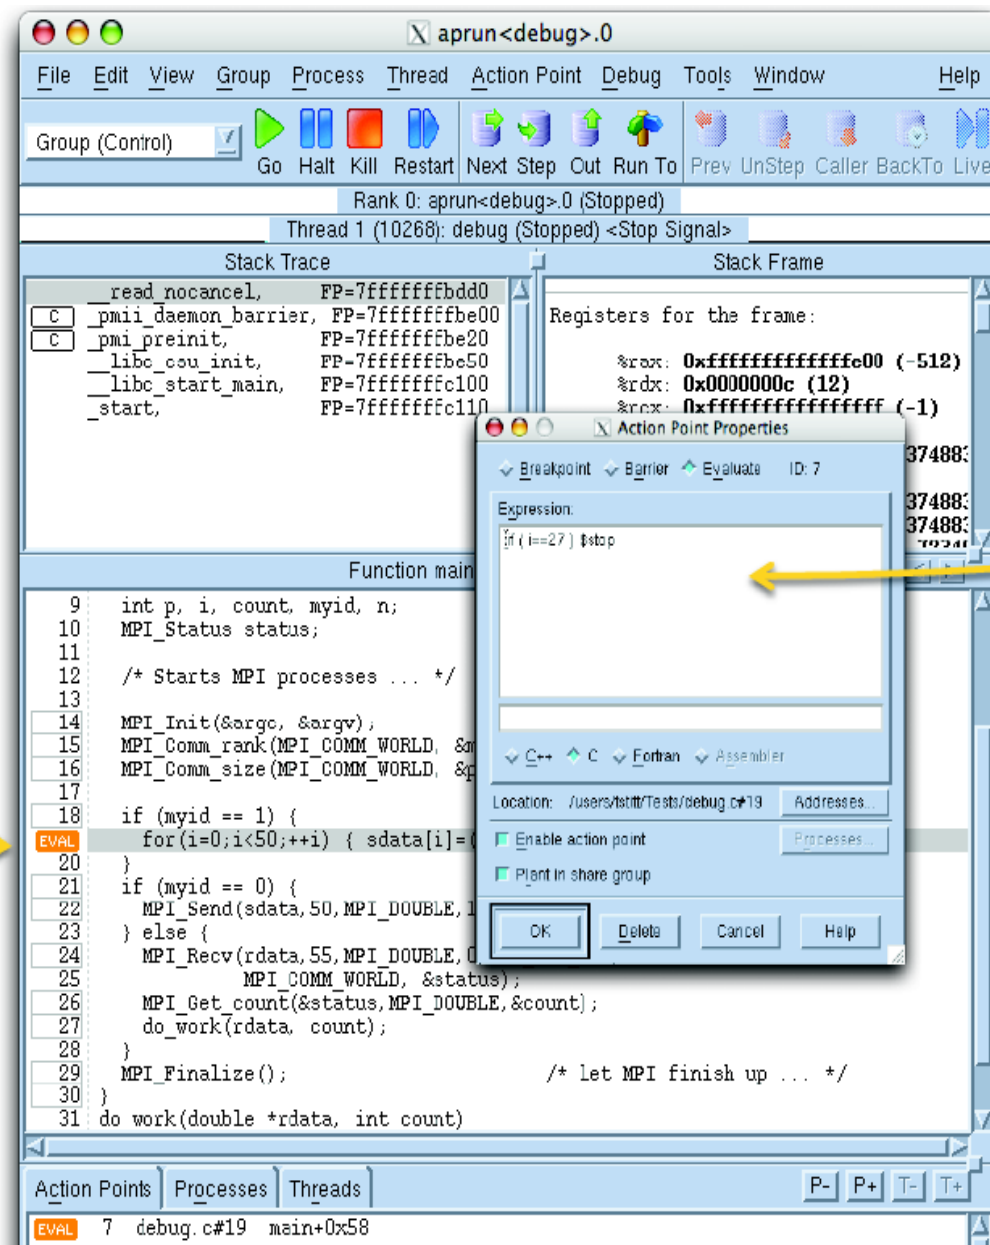 X aprun<debug>.0
File Edit View Group Process Thread Action Point Debug Tools Window Help
Group (Control)
Go Halt Kill Restart Next Step Out Run To Prev UnStep Caller BackTo Live
Rank 0: aprun<debug>.0 (Stopped)
Thread 1 (10268): debug (Stopped) <Stop Signal>
Stack Trace
__read_nocancel, FP=7fffffffbdd0
C _pmii_daemon_barrier, FP=7fffffffbe00
C _pmi_preinit, FP=7fffffffbe20
__libc_csu_init, FP=7fffffffbe50
__libc_start_main, FP=7fffffffc100
_start, FP=7fffffffc110
Stack Frame
Registers for the frame:
%rax: 0xfffffffffffffe00 (-512)
%rdx: 0x0000000c (12)
%rcx: 0xffffffffffffffff (-1)
374883
374883
374883
Function main
9 int p, i, count, myid, n;
10 MPI_Status status;
11
12 /* Starts MPI processes ... */
13
14 MPI_Init(&argc, &argv);
15 MPI_Comm_rank(MPI_COMM_WORLD, &m
16 MPI_Comm_size(MPI_COMM_WORLD, &p
17
18 if (myid == 1) {
EVAL for(i=0;i<50;++i) { sdata[i]=(
20 }
21 if (myid == 0) {
22 MPI_Send(sdata,50,MPI_DOUBLE,1
23 } else {
24 MPI_Recv(rdata,55,MPI_DOUBLE,0
25 MPI_COMM_WORLD, &status);
26 MPI_Get_count(&status,MPI_DOUBLE,&count);
27 do_work(rdata, count);
28 }
29 MPI_Finalize(); /* let MPI finish up ... */
30 }
31 do work(double *rdata, int count)
X Action Point Properties
Breakpoint Barrier Evaluate ID: 7
Expression:
if ( i==27 ) $stop
C++ C Fortran Assembler
Location: /users/tstitt/Tests/debug.c#19 Addresses...
Enable action point Processes...
Plant in share group
OK Delete Cancel Help
Action Points Processes Threads P- P+ T- T+
EVAL 7 debug.c#19 main+0x58